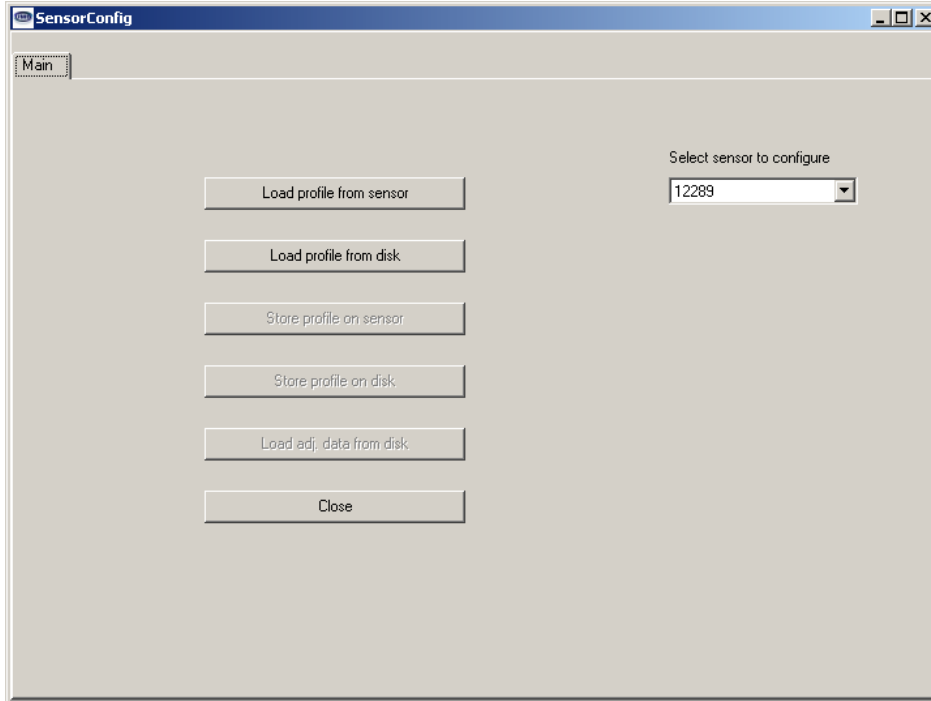 SensorConfig
Main
Select sensor to configure
12289
Load profile from sensor
Load profile from disk
Store profile on sensor
Store profile on disk
Load adj. data from disk
Close